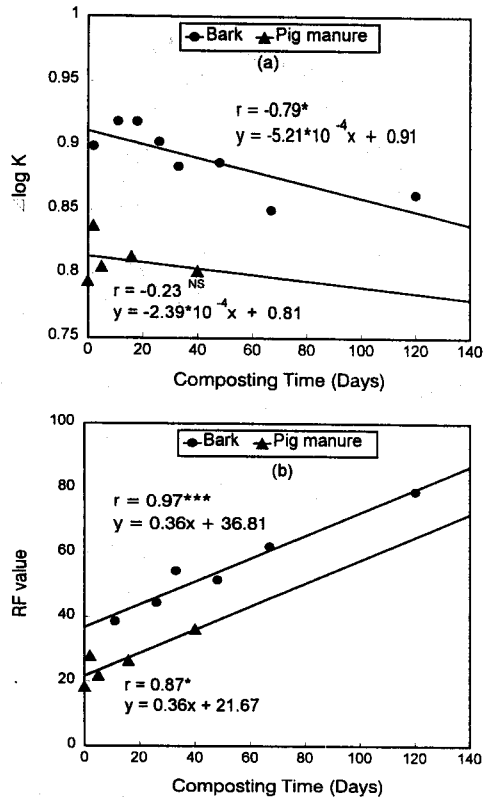 1
Bark Pig manure
(a)
0.95
r = -0.79*
y = -5.21*10 -4x + 0.91
0.9
log K
0.85
0.8
NS
r = -0.23
y = -2.39*10 -4x + 0.81
0.75
0 20 40 60 80 100 120 140
Composting Time (Days)
100
Bark Pig manure
(b)
80
r = 0.97***
y = 0.36x + 36.81
60
RF value
40
20
r = 0.87*
y = 0.36x + 21.67
0
0 20 40 60 80 100 120 140
Composting Time (Days)